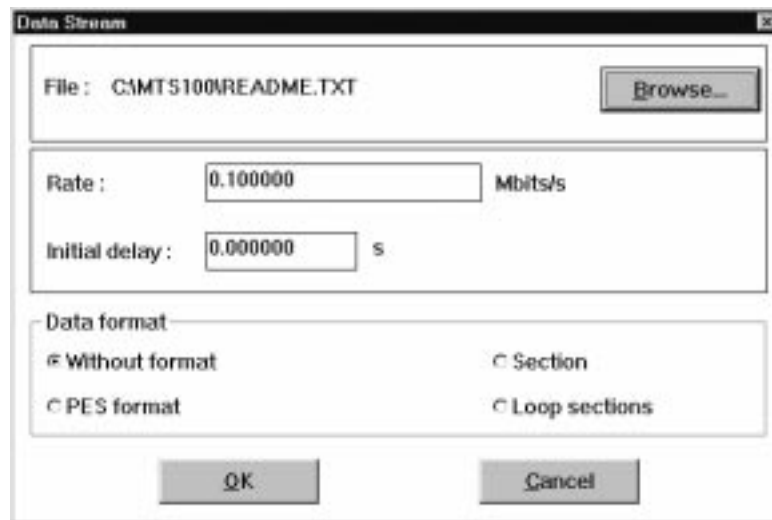 Data Stream
File : C:\MTS100\README.TXT Browse...
Rate : 0.100000 Mbits/s
Initial delay : 0.000000 s
Data format
Without format Section
PES format Loop sections
OK Cancel